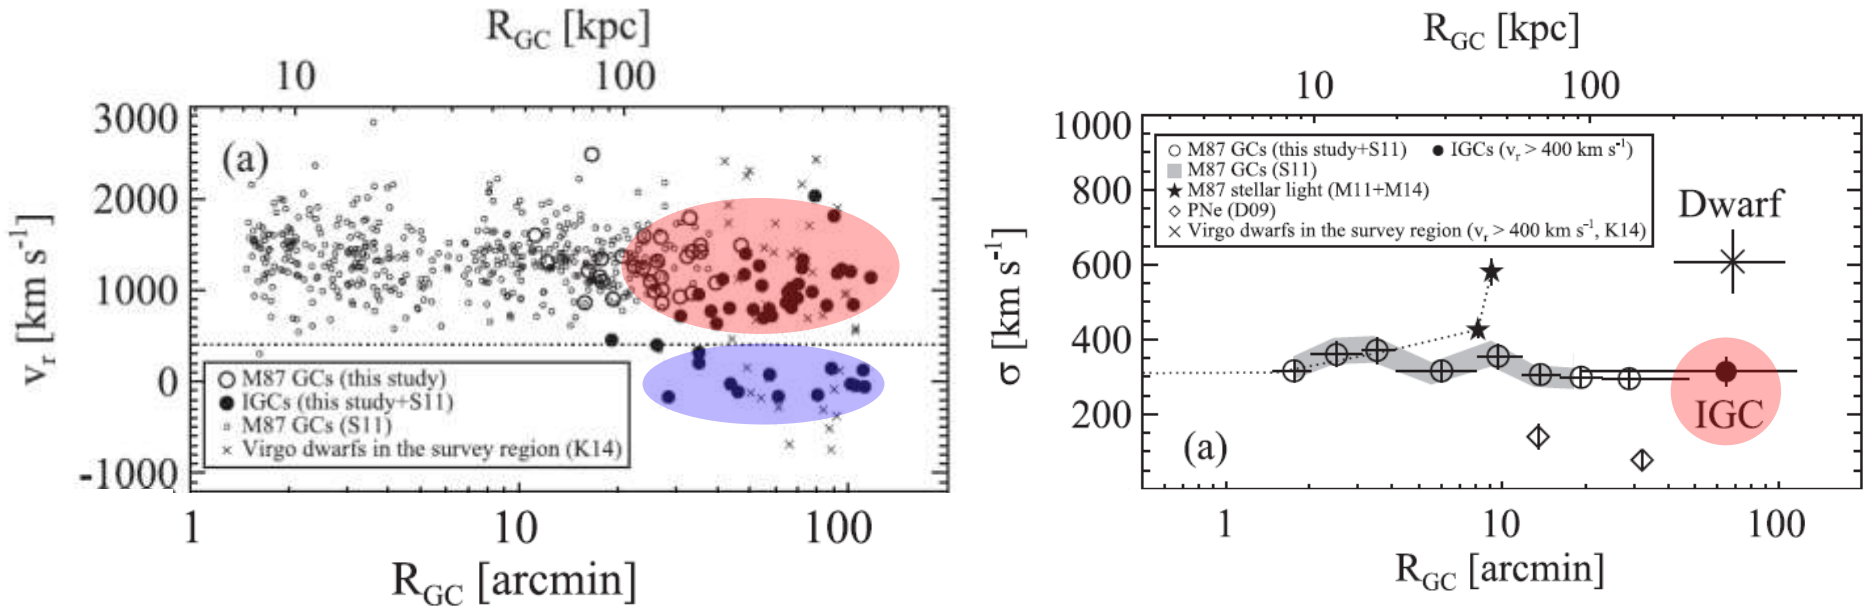 R_GC [kpc]
10 100
3000
2000
1000
0
-1000
v_r [km s^-1]
(a)
M87 GCs (this study)
IGCs (this study+S11)
M87 GCs (S11)
Virgo dwarfs in the survey region (K14)
1 10 100
R_GC [arcmin]
R_GC [kpc]
10 100
1000
800
600
400
200
σ [km s^-1]
M87 GCs (this study+S11)
IGCs (v_r > 400 km s^-1)
M87 GCs (S11)
M87 stellar light (M11+M14)
PNe (D09)
Virgo dwarfs in the survey region (v_r > 400 km s^-1, K14)
Dwarf
IGC
(a)
1 10 100
R_GC [arcmin]